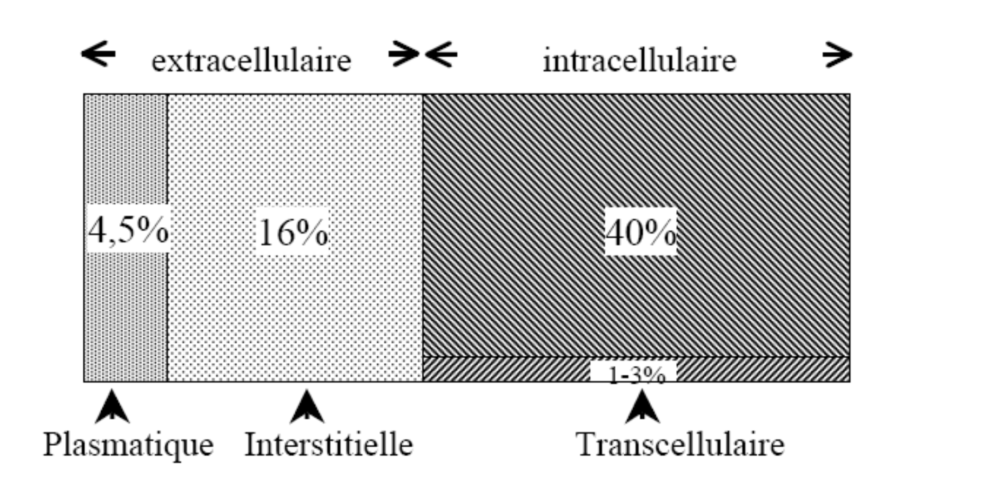 extracellulaire intracellulaire
4,5% 16% 40%
1-3%
Plasmatique Interstitielle Transcellulaire